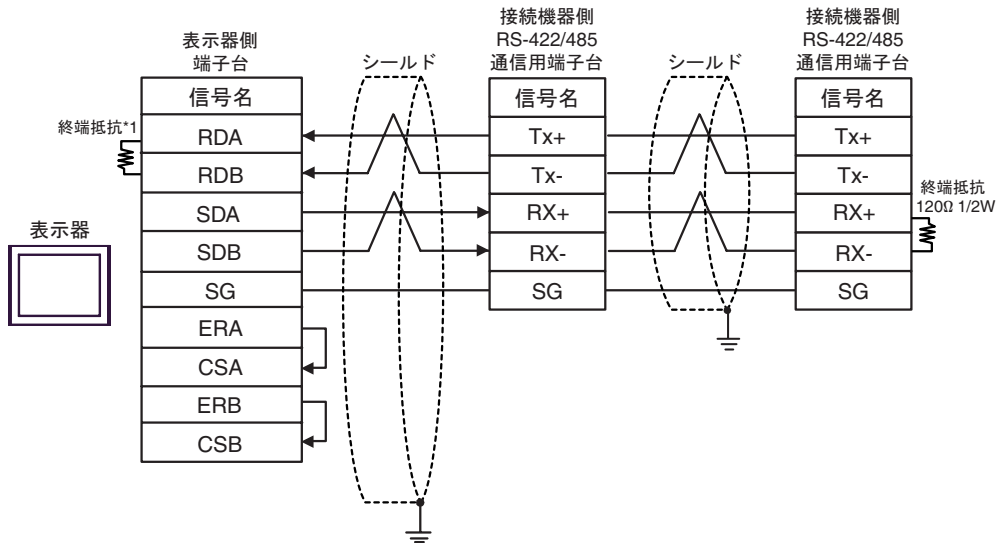 表示器側
端子台
信号名
RDA
RDB
SDA
SDB
SG
ERA
CSA
ERB
CSB
終端抵抗*1
表示器
シールド
接続機器側
RS-422/485
通信用端子台
信号名
Tx+
Tx-
RX+
RX-
SG
シールド
接続機器側
RS-422/485
通信用端子台
信号名
Tx+
Tx-
RX+
RX-
SG
終端抵抗
120Ω 1/2W